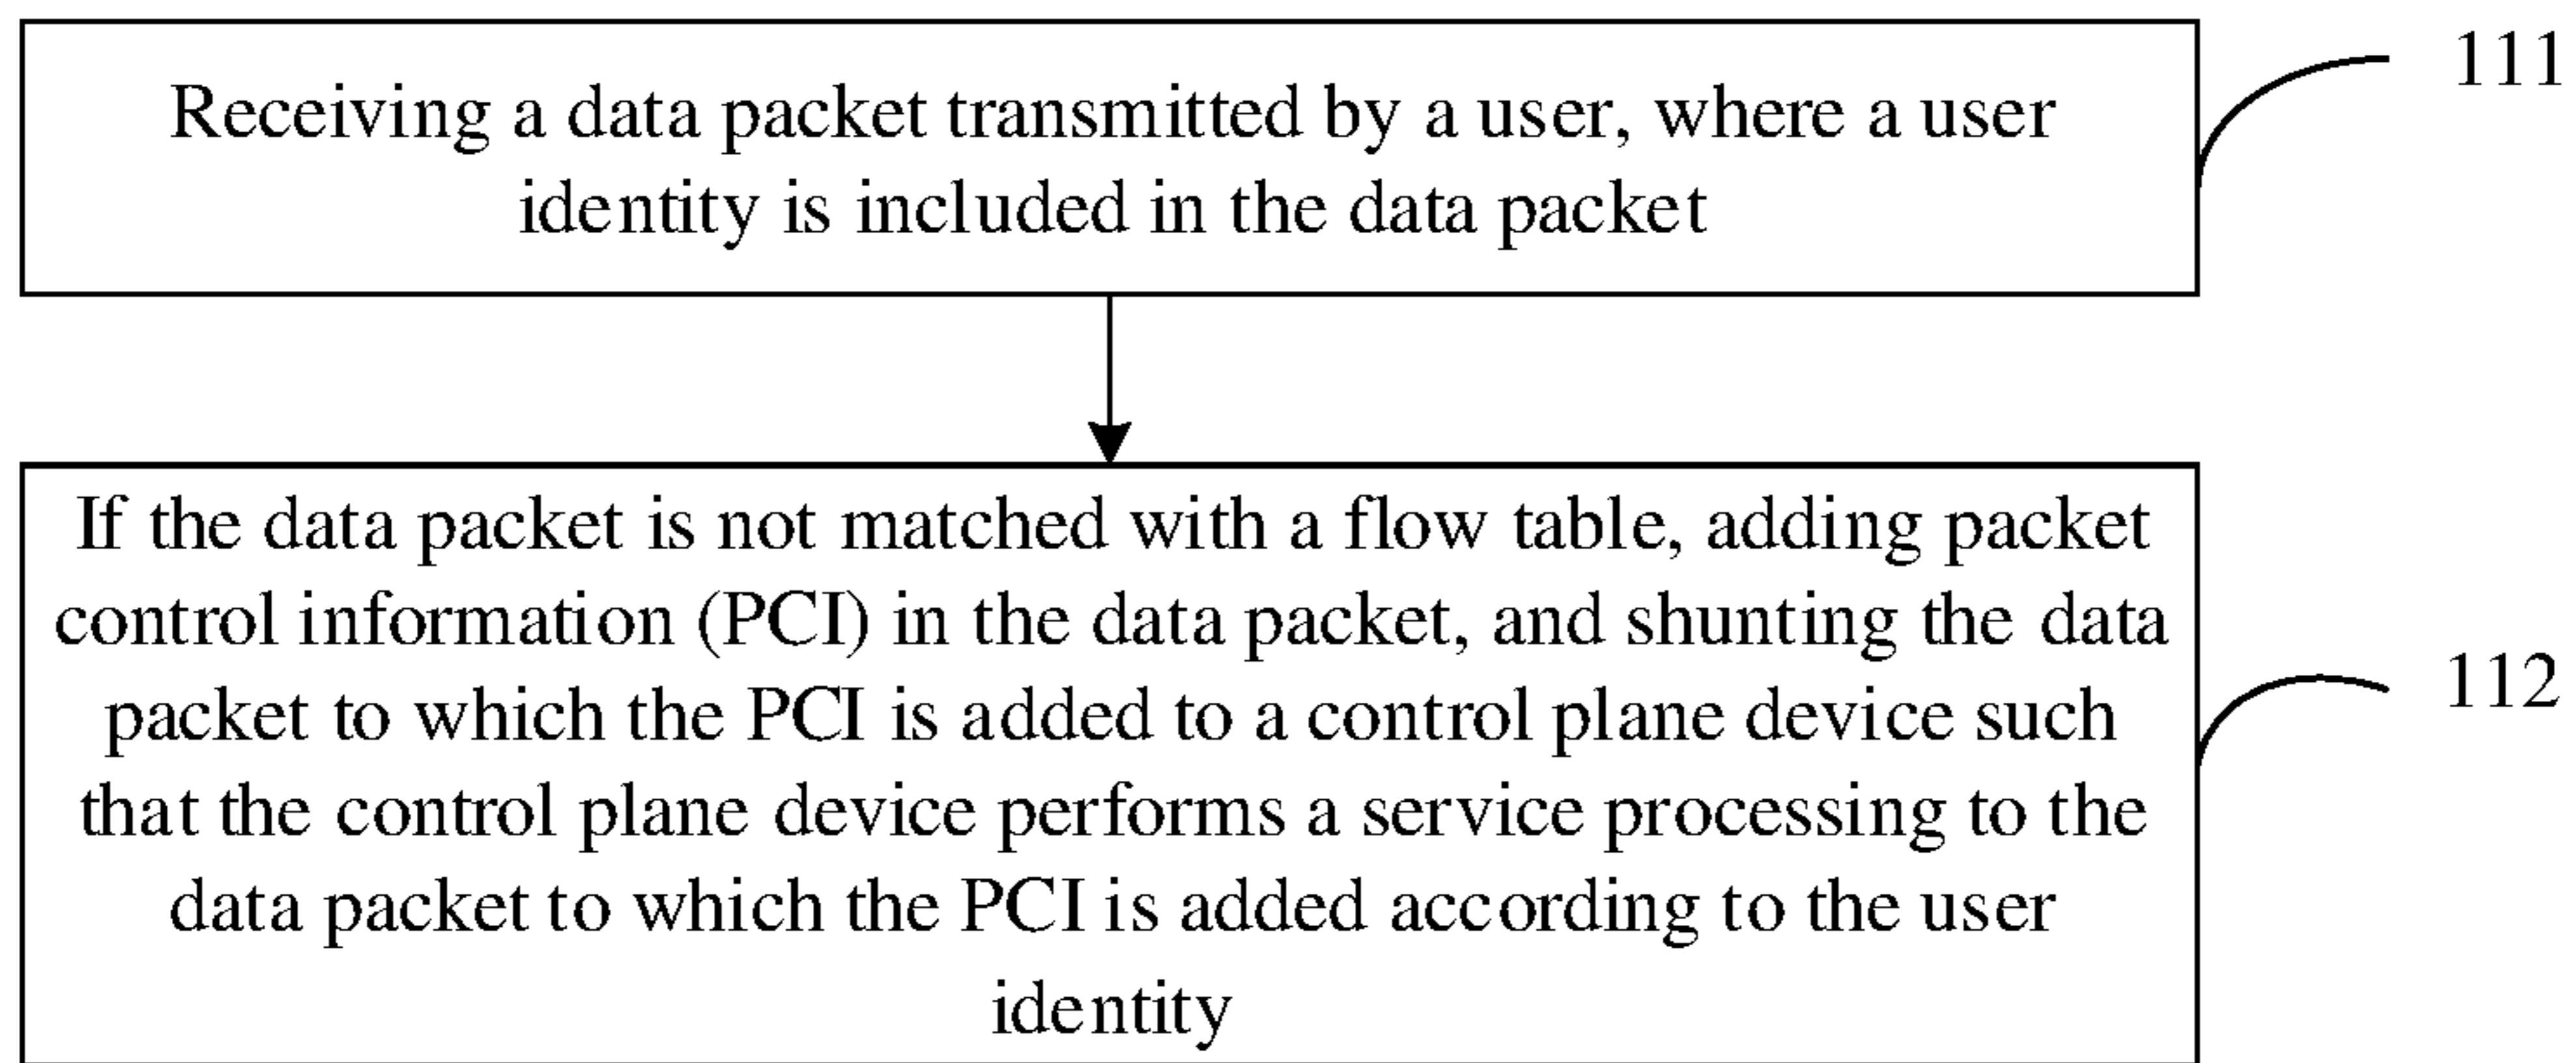 Receiving a data packet transmitted by a user, where a user
identity is included in the data packet
111
If the data packet is not matched with a flow table, adding packet
control information (PCI) in the data packet, and shunting the data
packet to which the PCI is added to a control plane device such
that the control plane device performs a service processing to the
data packet to which the PCI is added according to the user
identity
112